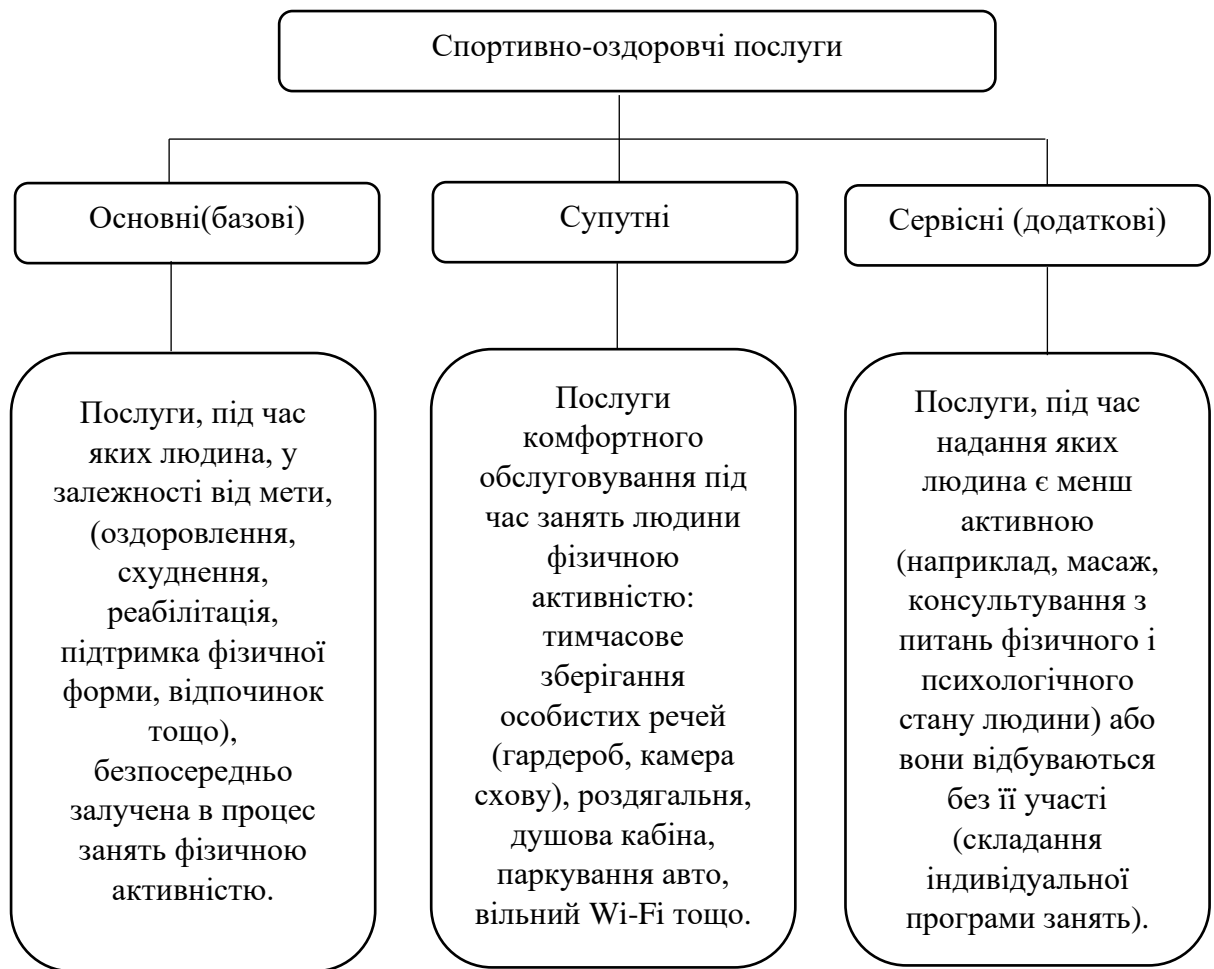 Спортивно-оздоровчі послуги
Основні(базові)
Супутні
Сервісні (додаткові)
Послуги, під час
яких людина, у
залежності від мети,
(оздоровлення,
схуднення,
реабілітація,
підтримка фізичної
форми, відпочинок
тощо),
безпосередньо
залучена в процес
занять фізичною
активністю.
Послуги
комфортного
обслуговування під
час занять людини
фізичною
активністю:
тимчасове
зберігання
особистих речей
(гардероб, камера
схову), роздягальня,
душова кабіна,
паркування авто,
вільний Wi-Fi тощо.
Послуги, під час
надання яких
людина є менш
активною
(наприклад, масаж,
консультування з
питань фізичного і
психологічного
стану людини) або
вони відбуваються
без її участі
(складання
індивідуальної
програми занять).